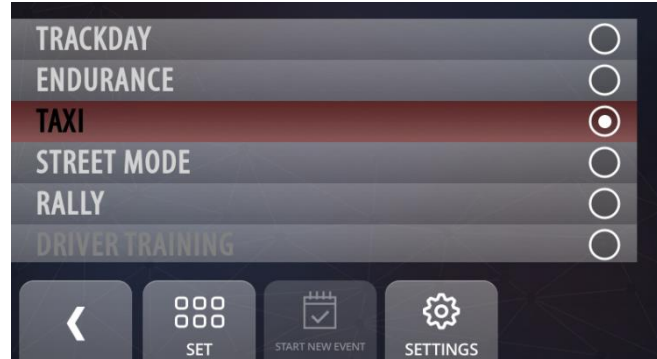 TRACKDAY
ENDURANCE
TAXI
STREET MODE
RALLY
DRIVER TRAINING
SET
START NEW EVENT
SETTINGS